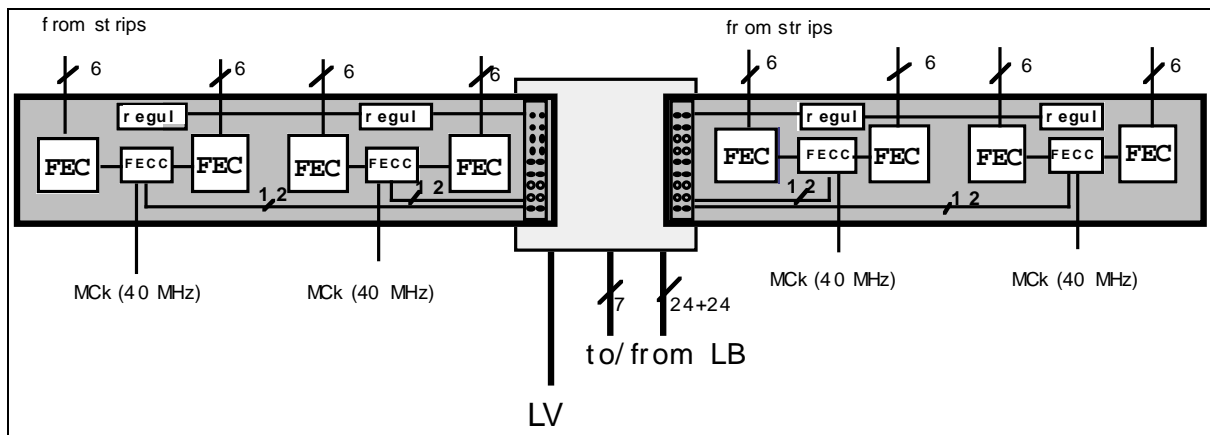 from strips
from strips
6 6 6 6 6 6 6 6
regul regul regul regul
FEC FECC FEC FEC FECC FEC FEC FECC FEC FEC FECC FEC
12 12 12 12
MCk (40 MHz) MCk (40 MHz) MCk (40 MHz) MCk (40 MHz)
7 24+24
to/from LB
LV